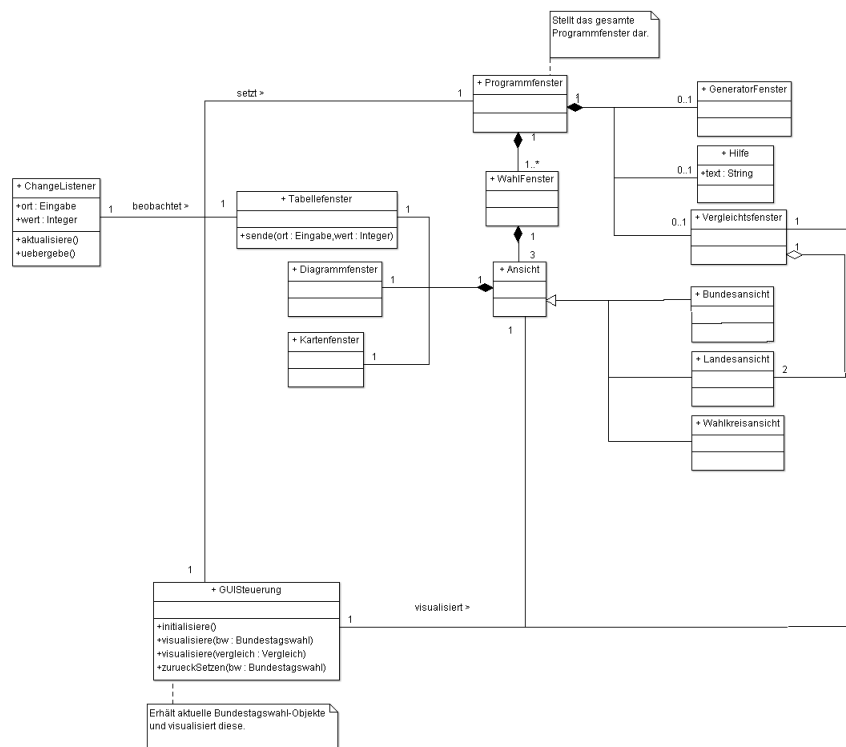 Stellt das gesamte
Programmfenster dar.
+ Programmfenster
setzt >
1
1
1
1
0..1
+ GeneratorFenster
1..*
+ WahlFenster
1
0..1
+ Hilfe
+text : String
+ ChangeListener
+ort : Eingabe
+wert : Integer
+aktualisiere()
+uebergebe()
1
beobachtet >
1
+ Tabellefenster
+sende(ort : Eingabe,wert : Integer)
1
0..1
+ Vergleichtsfenster
1
1
3
+ Ansicht
1
1
+ Diagrammfenster
1
+ Kartenfenster
1
+ Bundesansicht
+ Landesansicht
2
+ Wahlkreisansicht
1
+ GUISteuerung
+initialisiere()
+visualisiere(bw : Bundestagswahl)
+visualisiere(vergleich : Vergleich)
+zurueckSetzen(bw : Bundestagswahl)
1
visualisiert >
Erhält aktuelle Bundestagswahl-Objekte
und visualisiert diese.